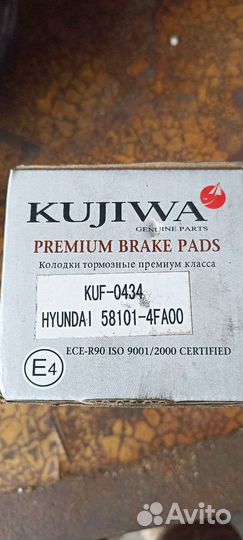 KUJIWA
GENUINE PARTS
PREMIUM BRAKE PADS
Колодки тормозные премиум класса
KUF-0434
HYUNDAI 58101-4FA00
E4
ECE-R90 ISO 9001/2000 CERTIFIED
Avito